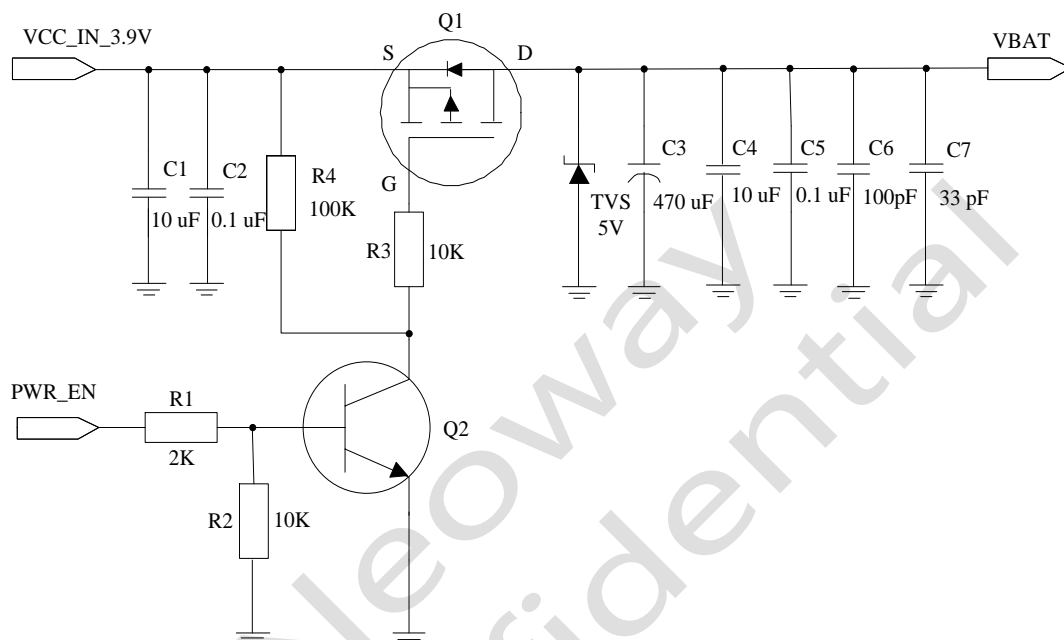 VCC_IN_3.9V
Q1
VBAT
S
D
C1
10 uF
C2
0.1 uF
R4
100K
G
R3
10K
TVS
5V
C3
470 uF
C4
10 uF
C5
0.1 uF
C6
100pF
C7
33 pF
PWR_EN
R1
2K
Q2
R2
10K